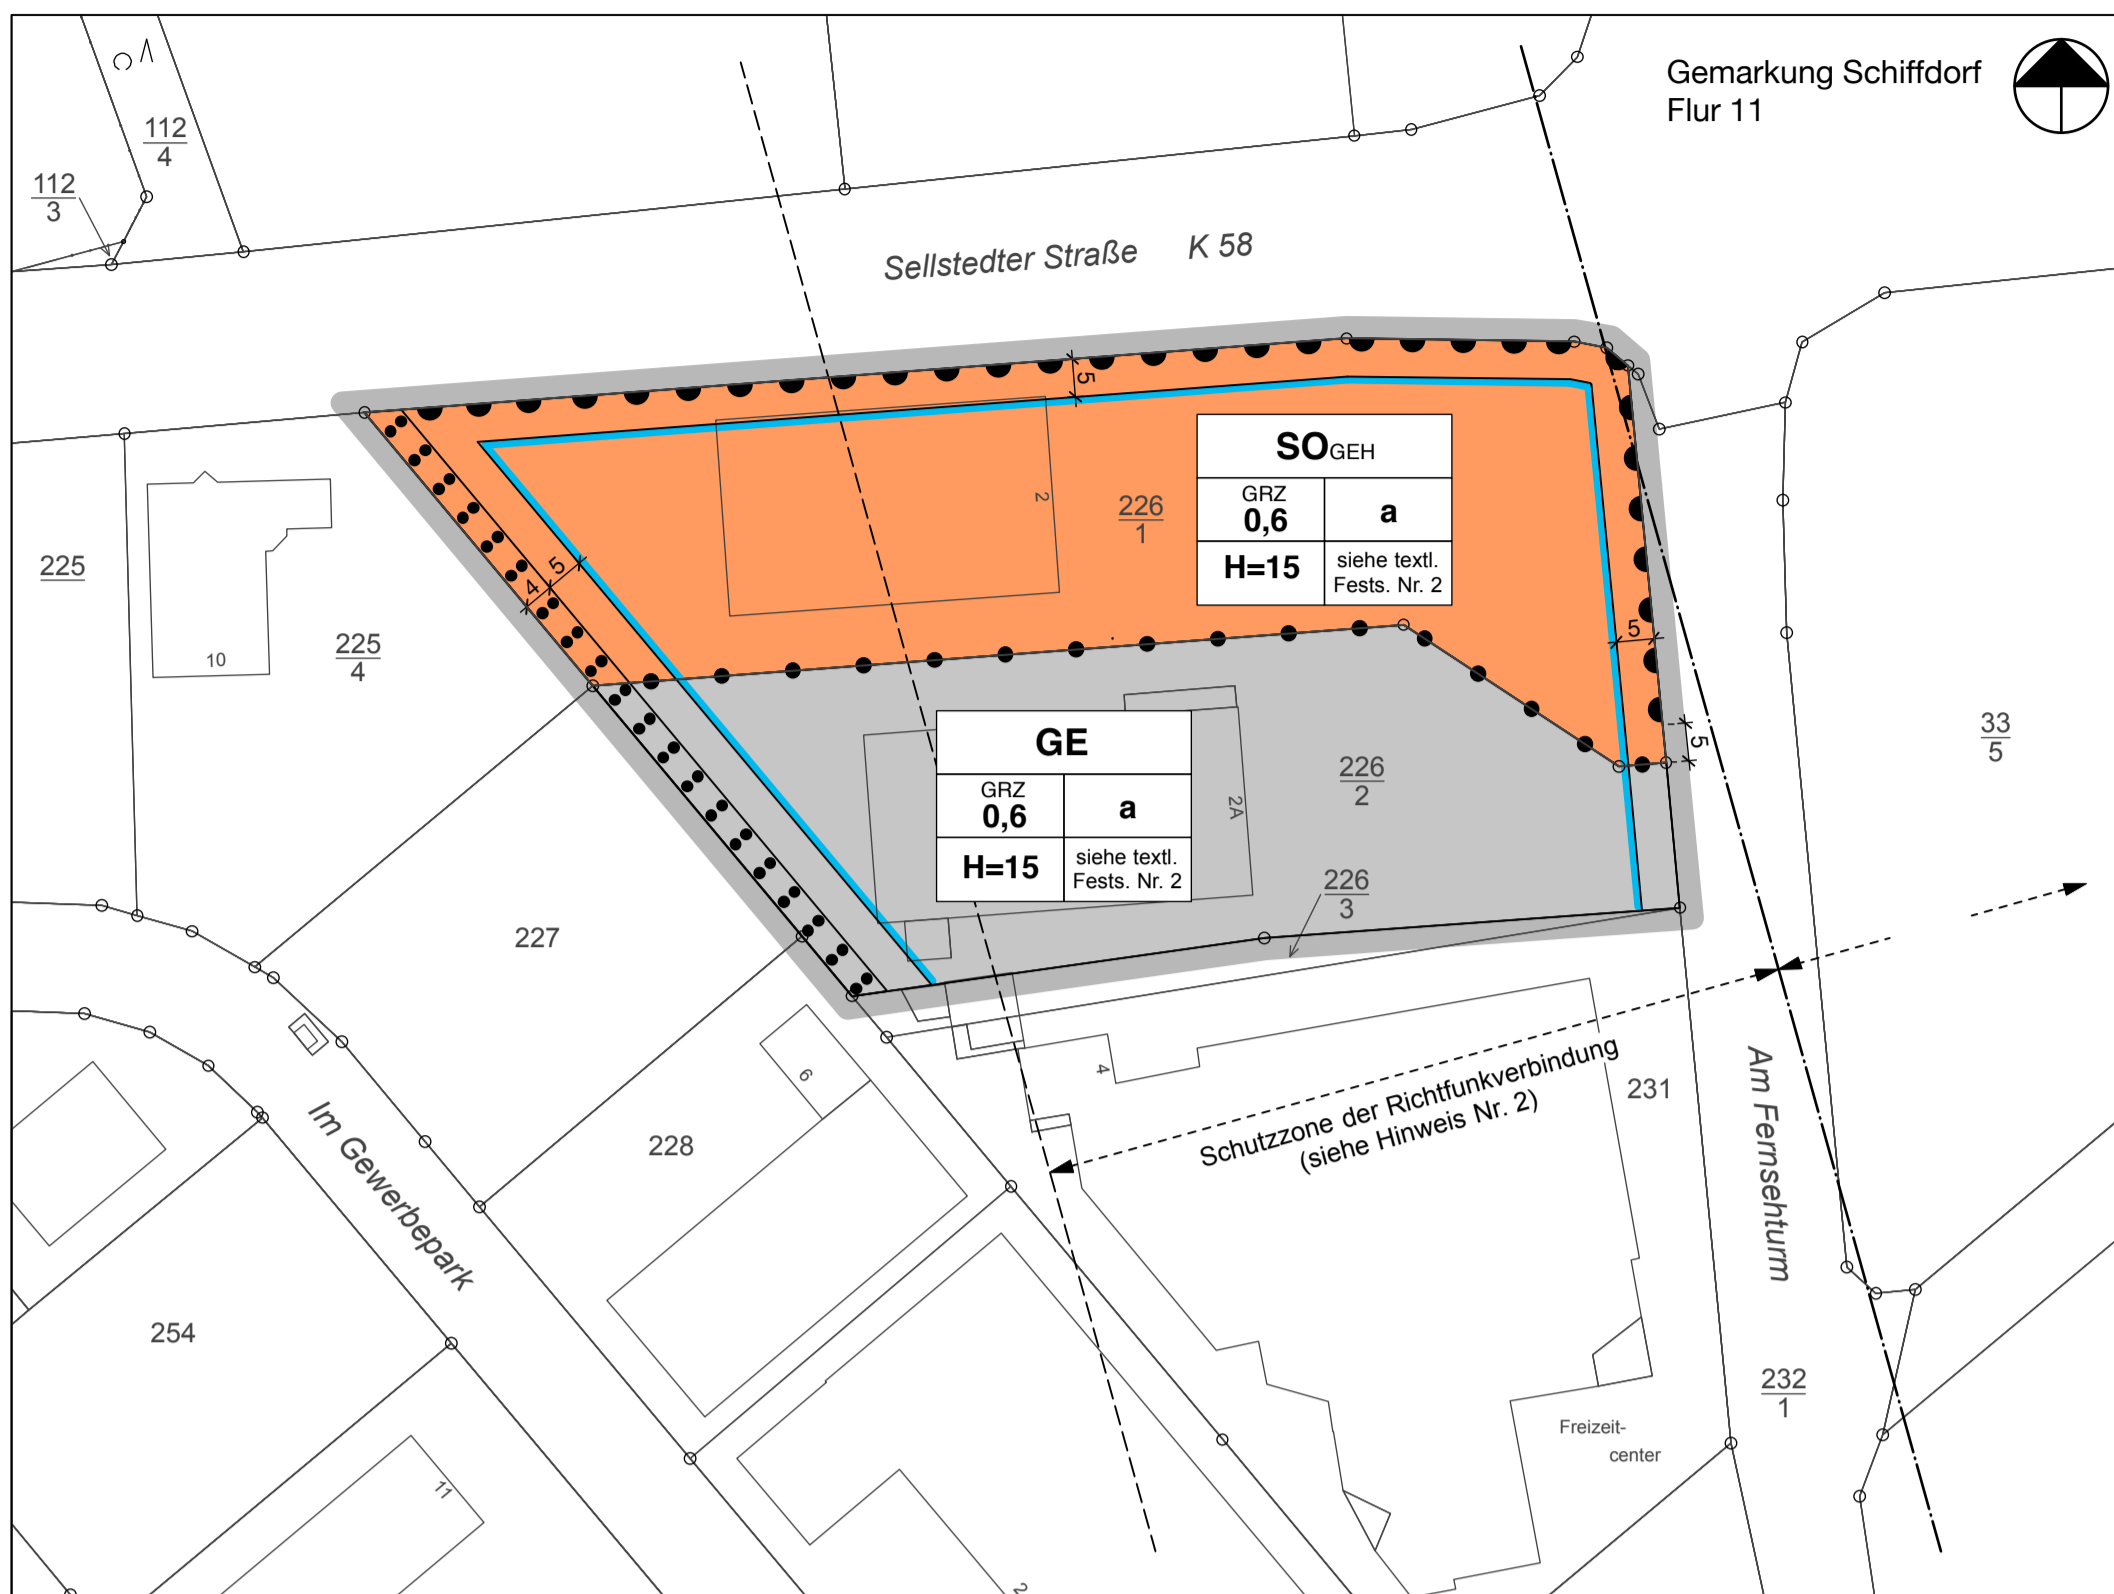 Gemarkung Schiffdorf
Flur 11
112
4
112
3
Sellstedter Straße K 58
5
SOGEH
GRZ
0,6
a
H=15
siehe textl.
Fests. Nr. 2
2
226
1
225
10
225
4
4
5
5
5
GE
GRZ
0,6
a
H=15
siehe textl.
Fests. Nr. 2
2A
226
2
226
3
33
5
227
228
6
4
Schutzzone der Richtfunkverbindung
(siehe Hinweis Nr. 2)
231
Am Fernsehturm
Im Gewerbepark
254
11
2
232
1
Freizeit-
center